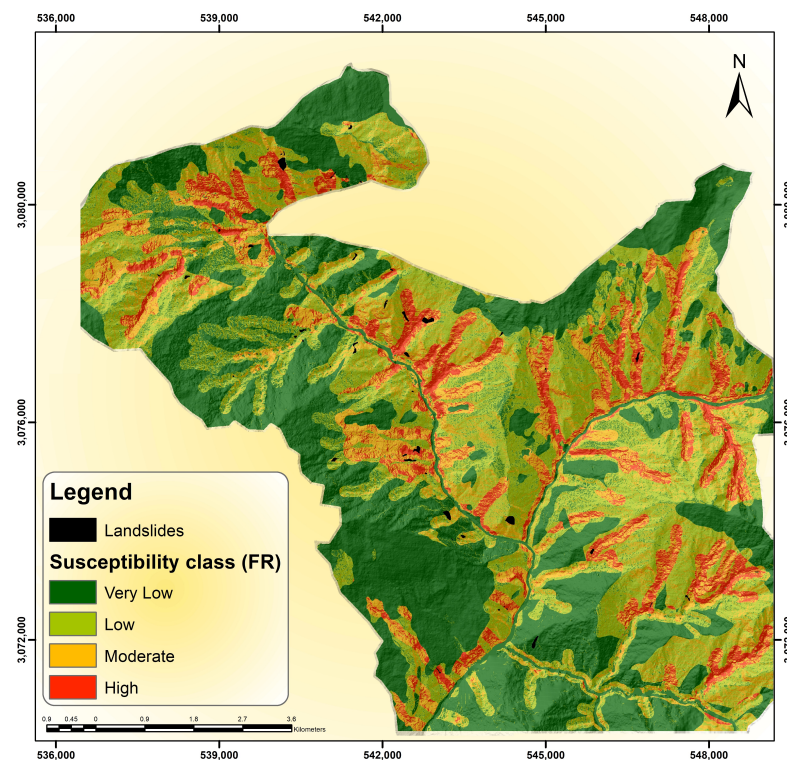 536,000 539,000 542,000 545,000 548,000
N
3,080,000
3,076,000
3,072,000
Legend
Landslides
Susceptibility class (FR)
Very Low
Low
Moderate
High
0.9 0.45 0 0.9 1.8 2.7 3.6
Kilometers
536,000 539,000 542,000 545,000 548,000